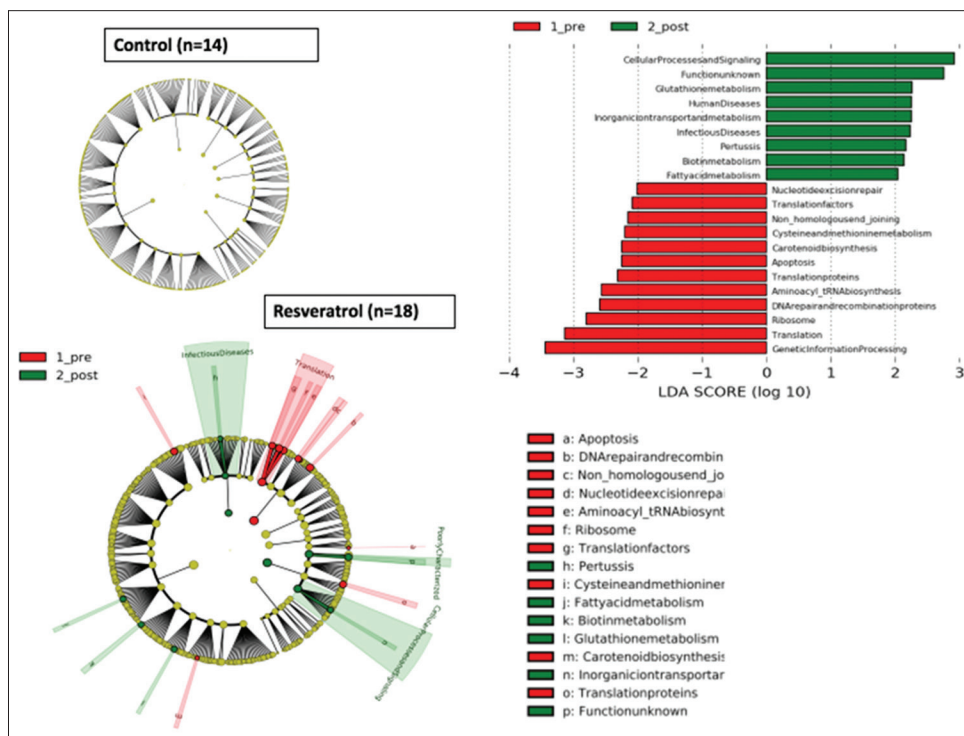 Control (n=14)
1_pre
2_post
CellularProcessesandSignaling
Functionunknown
Glutathionemetabolism
HumanDiseases
Inorganiciontransportandmetabolism
InfectiousDiseases
Pertussis
Biotinmetabolism
Fattyacidmetabolism
Nucleotideexcisionrepair
Translationfactors
Non_homologousend_joining
Cysteineandmethioninemetabolism
Carotenoidbiosynthesis
Apoptosis
Translationproteins
Aminoacyl_tRNAbiosynthesis
DNArepairandrecombinationproteins
Ribosome
Translation
GeneticInformationProcessing
−4 −3 −2 −1 0 1 2 3
LDA SCORE (log 10)
Resveratrol (n=18)
1_pre
2_post
InfectiousDiseases
h
Translation
PoorlyCharacterized
CellularProcessesandSignaling
a: Apoptosis
b: DNArepairandrecombin
c: Non_homologousend_jo
d: Nucleotideexcisionrepai
e: Aminoacyl_tRNAbiosynt
f: Ribosome
g: Translationfactors
h: Pertussis
i: Cysteineandmethioniner
j: Fattyacidmetabolism
k: Biotinmetabolism
l: Glutathionemetabolism
m: Carotenoidbiosynthesis
n: Inorganiciontransportar
o: Translationproteins
p: Functionunknown